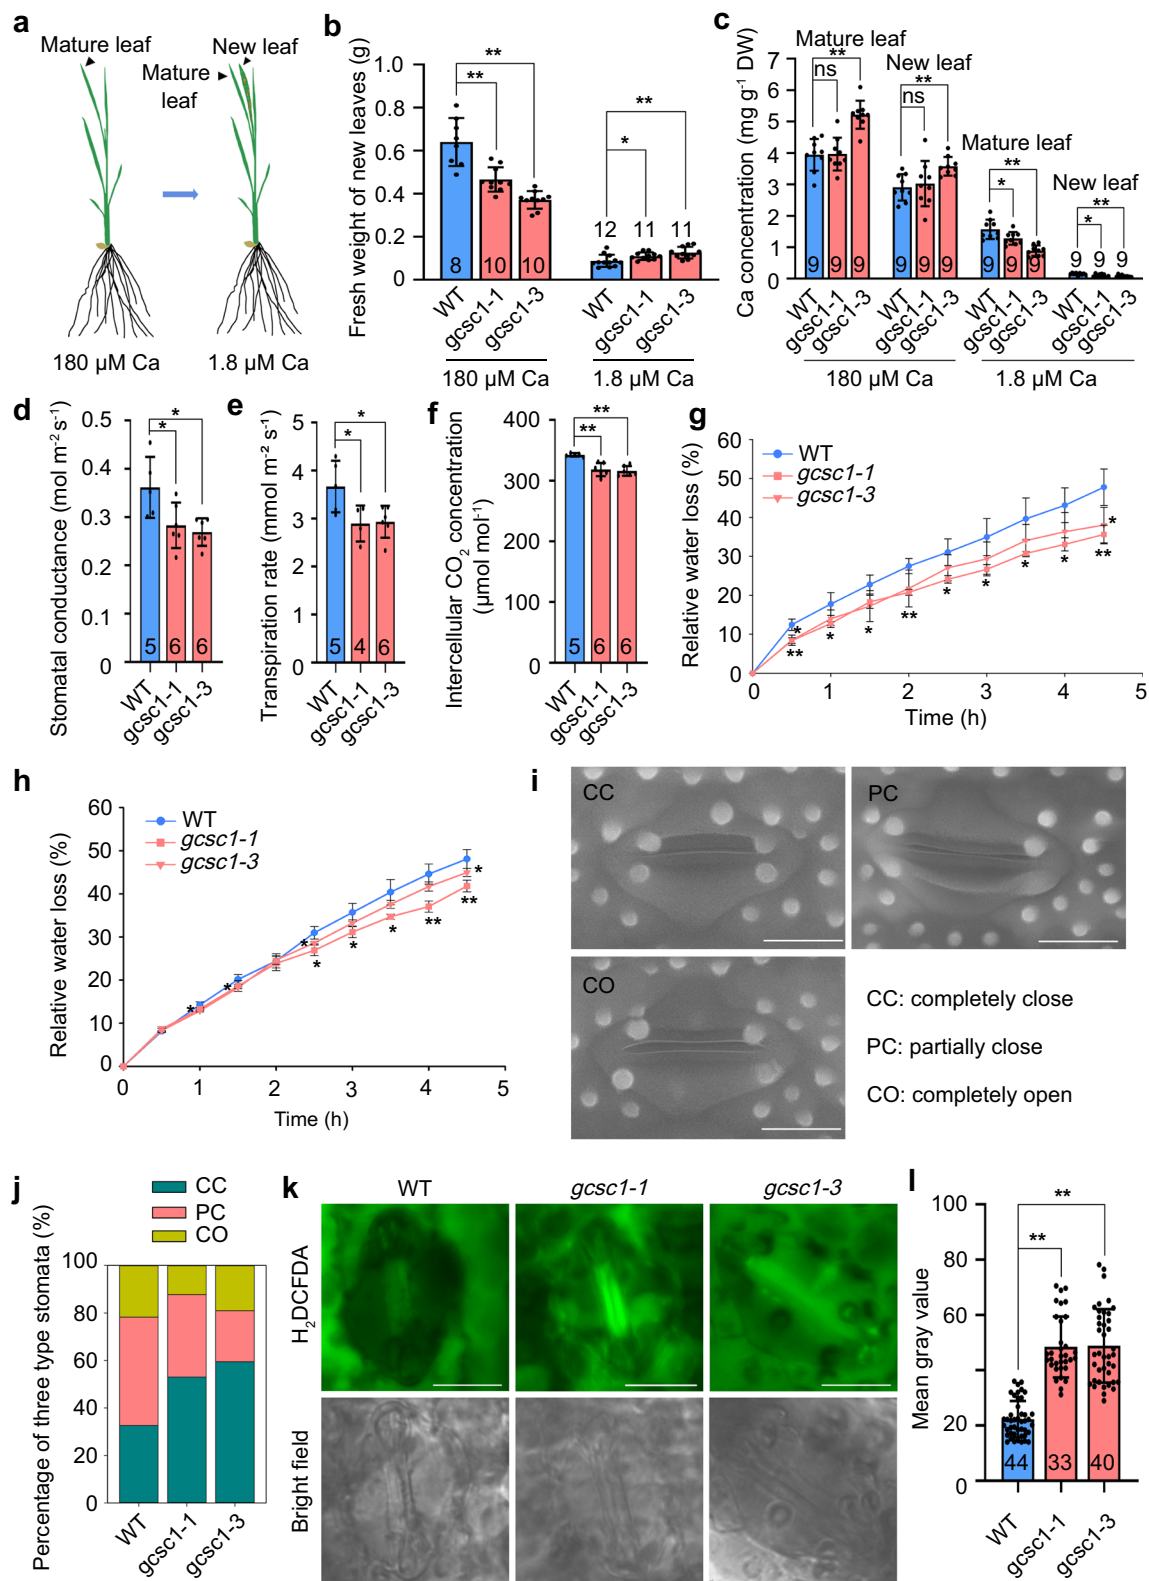 a
Mature leaf
New leaf
Mature
leaf
180 µM Ca
1.8 µM Ca
b
Fresh weight of new leaves (g)
1.0
0.8
0.6
0.4
0.2
0
**
**
**
*
8
10
10
12
11
11
WT
gcsc1-1
gcsc1-3
WT
gcsc1-1
gcsc1-3
180 µM Ca
1.8 µM Ca
c
Ca concentration (mg g⁻¹ DW)
7
6
5
4
3
2
1
0
Mature leaf
**
ns
New leaf
**
ns
Mature leaf
**
*
New leaf
**
*
9
9
9
9
9
9
9
9
9
9
9
9
WT
gcsc1-1
gcsc1-3
WT
gcsc1-1
gcsc1-3
WT
gcsc1-1
gcsc1-3
WT
gcsc1-1
gcsc1-3
180 µM Ca
1.8 µM Ca
d
Stomatal conductance (mol m⁻² s⁻¹)
0.5
0.4
0.3
0.2
0.1
0
*
*
5
6
6
WT
gcsc1-1
gcsc1-3
e
Transpiration rate (mmol m⁻² s⁻¹)
5
4
3
2
1
0
*
*
5
4
6
WT
gcsc1-1
gcsc1-3
f
Intercellular CO₂ concentration
(µmol mol⁻¹)
400
300
200
100
0
**
**
5
6
6
WT
gcsc1-1
gcsc1-3
g
Relative water loss (%)
60
50
40
30
20
10
0
WT
gcsc1-1
gcsc1-3
*
**
*
*
**
*
*
*
*
*
**
0
1
2
3
4
5
Time (h)
h
Relative water loss (%)
60
50
40
30
20
10
0
WT
gcsc1-1
gcsc1-3
*
*
*
*
*
*
**
*
**
0
1
2
3
4
5
Time (h)
i
CC
PC
CO
CC: completely close
PC: partially close
CO: completely open
j
CC
PC
CO
Percentage of three type stomata (%)
100
80
60
40
20
0
WT
gcsc1-1
gcsc1-3
k
WT
gcsc1-1
gcsc1-3
H₂DCFDA
Bright field
l
Mean gray value
100
80
60
40
20
0
**
**
44
33
40
WT
gcsc1-1
gcsc1-3